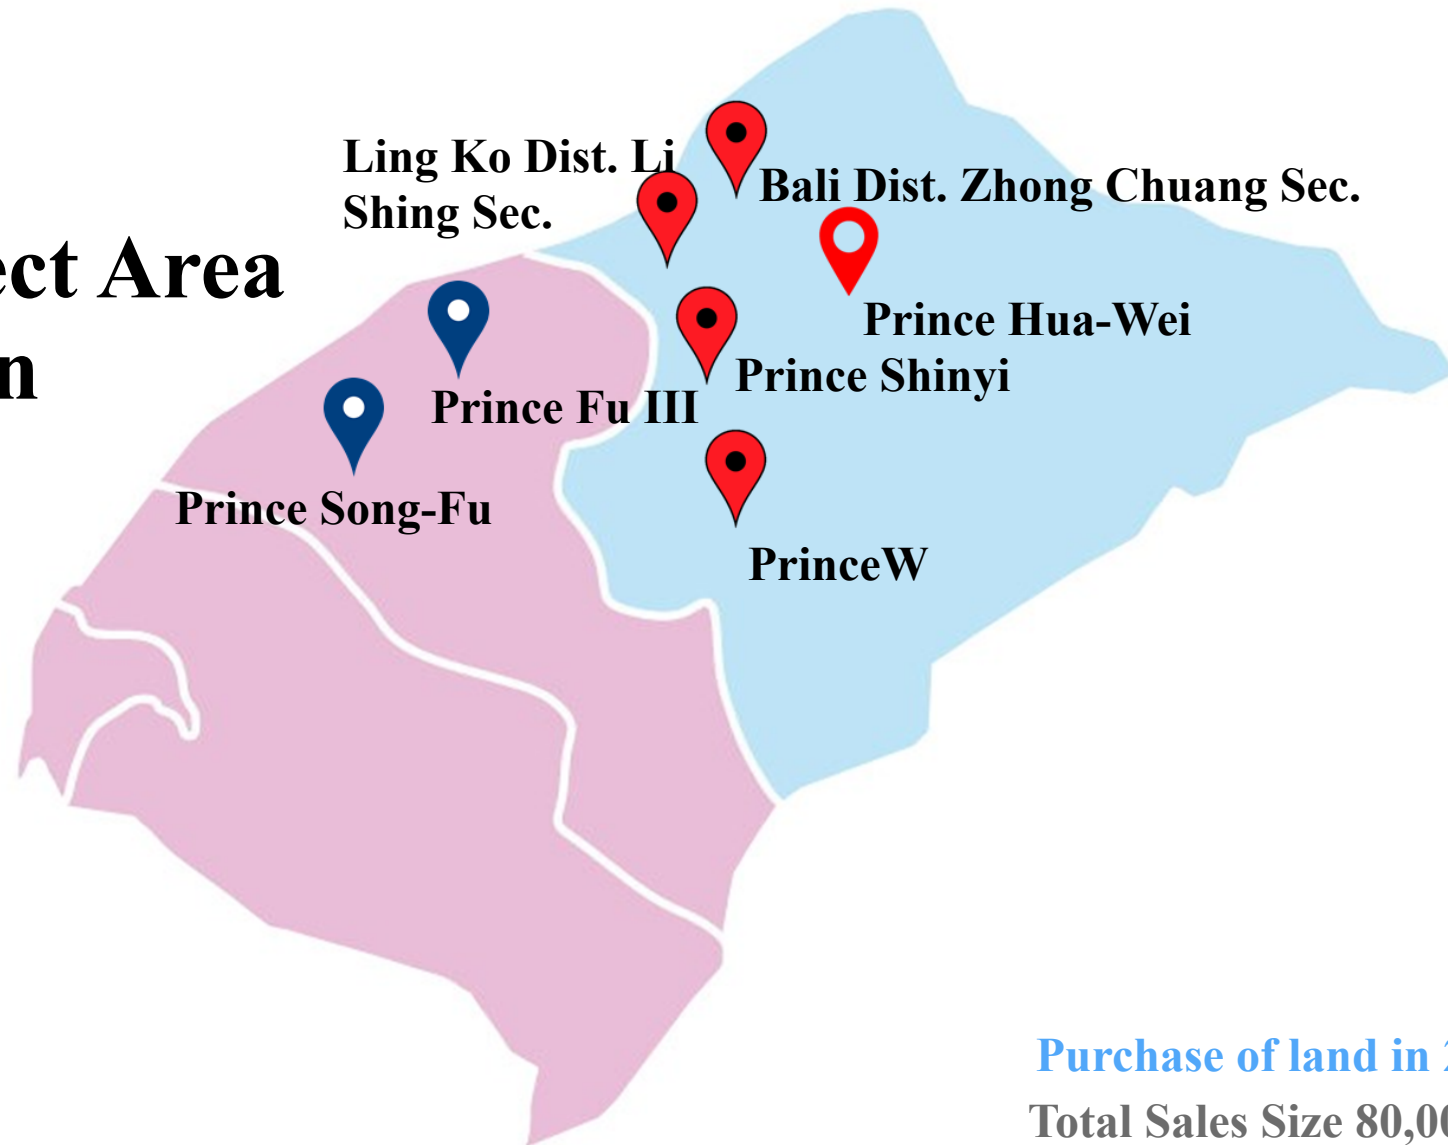 Ling Ko Dist. Li
Shing Sec.
Bali Dist. Zhong Chuang Sec.
ect Area
n
Prince Hua-Wei
Prince Shinyi
Prince Fu III
Prince Song-Fu
PrinceW
Purchase of land in
Total Sales Size 80,00